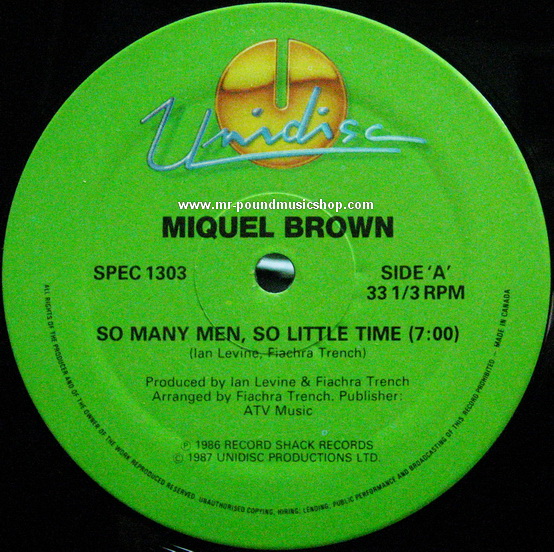 Unidisc
www.mr-poundmusicshop.com
MIQUEL BROWN
SPEC 1303
SIDE 'A'
33 1/3 RPM
SO MANY MEN, SO LITTLE TIME (7:00)
(Ian Levine, Fiachra Trench)
Produced by Ian Levine & Fiachra Trench
Arranged by Fiachra Trench. Publisher:
ATV Music
℗ 1986 RECORD SHACK RECORDS
© 1987 UNIDISC PRODUCTIONS LTD.
ALL RIGHTS OF THE PRODUCER AND OF THE OWNER OF THE WORK REPRODUCED RESERVED. UNAUTHORISED COPYING, HIRING, LENDING, PUBLIC PERFORMANCE AND BROADCASTING OF THIS RECORD PROHIBITED - MADE IN CANADA